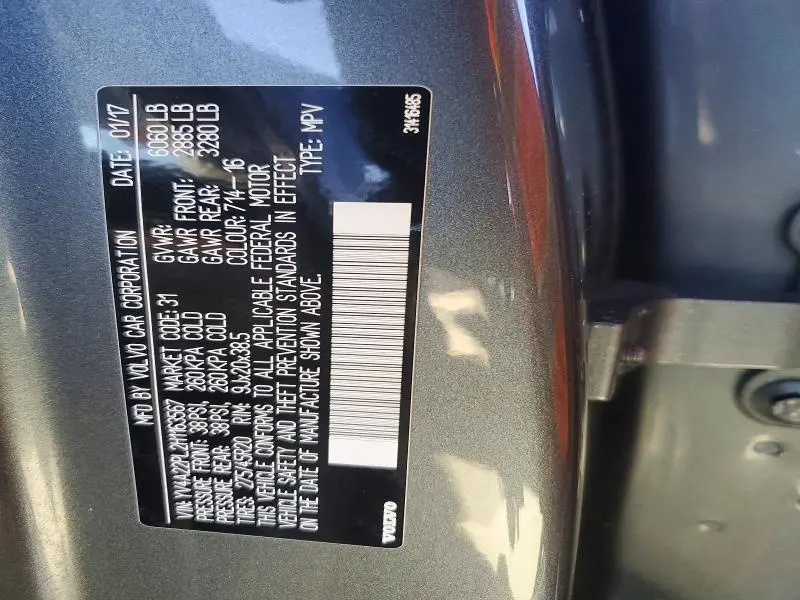 MFD BY VOLVO CAR CORPORATION DATE: 01/17
VIN: YV4A22PL2H1163567 MARKET CODE: 31 GVWR: 6060 LB
PRESSURE FRONT: 38PSI, 260KPA COLD GAWR FRONT: 2885 LB
PRESSURE REAR: 38PSI, 260KPA COLD GAWR REAR: 3280 LB
TIRES: 275/45R20 RIM: 9Jx20x38.5 COLOUR: 714--16
THIS VEHICLE CONFORMS TO ALL APPLICABLE FEDERAL MOTOR
VEHICLE SAFETY AND THEFT PREVENTION STANDARDS IN EFFECT
ON THE DATE OF MANUFACTURE SHOWN ABOVE. TYPE: MPV
VOLVO 31416485